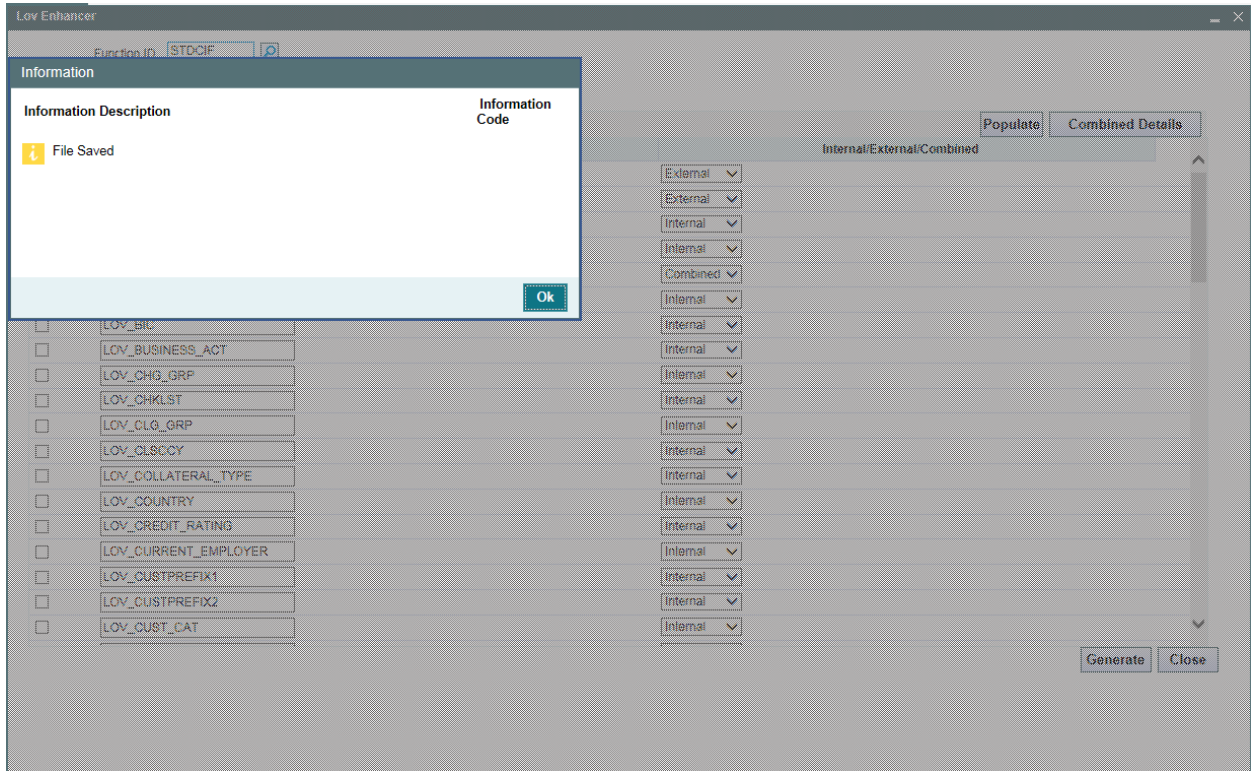 Lov Enhancer
Function ID STDCIF
Information
Information Description Information Code
File Saved
Ok
Populate Combined Details
Internal/External/Combined
External
External
Internal
Internal
Combined
Internal
LOV_BIC Internal
LOV_BUSINESS_ACT Internal
LOV_CHG_GRP Internal
LOV_CHKLST Internal
LOV_CLG_GRP Internal
LOV_CLSCCY Internal
LOV_COLLATERAL_TYPE Internal
LOV_COUNTRY Internal
LOV_CREDIT_RATING Internal
LOV_CURRENT_EMPLOYER Internal
LOV_CUSTPREFIX1 Internal
LOV_CUSTPREFIX2 Internal
LOV_CUST_CAT Internal
Generate Close